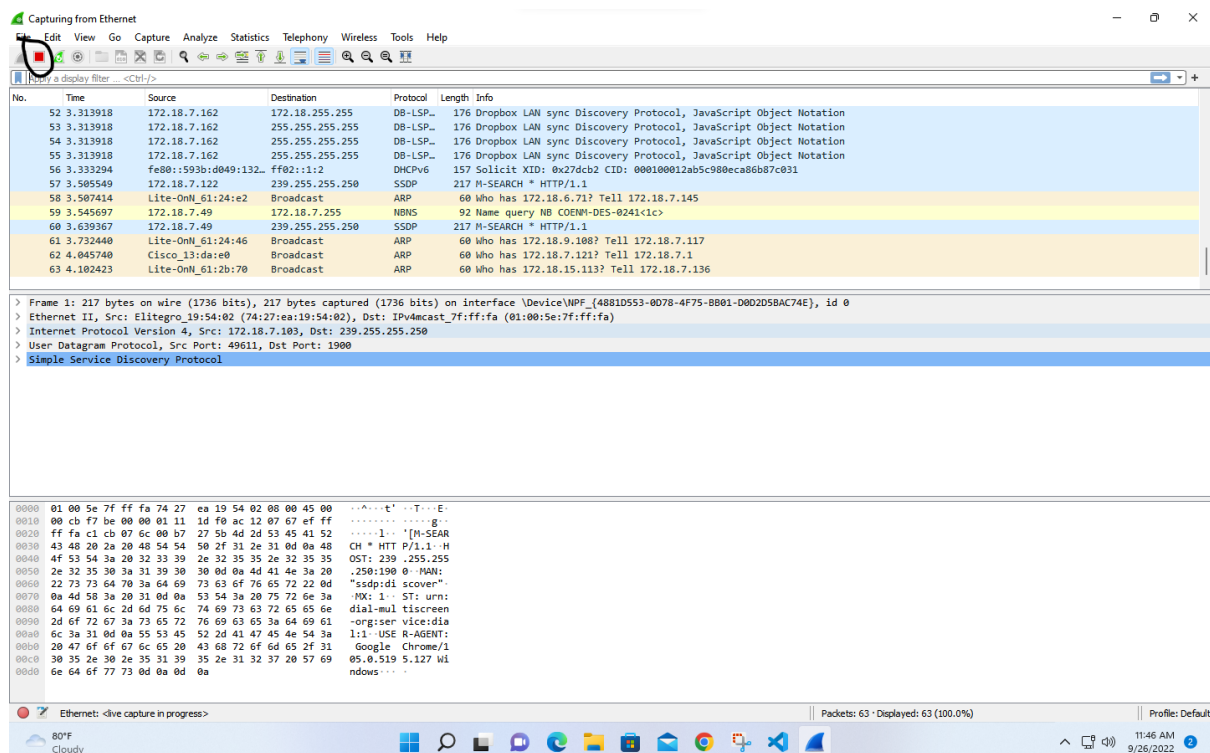 Capturing from Ethernet
File Edit View Go Capture Analyze Statistics Telephony Wireless Tools Help
Apply a display filter ... <Ctrl-/>
No. Time Source Destination Protocol Length Info
52 3.313918 172.18.7.162 172.18.255.255 DB-LSP… 176 Dropbox LAN sync Discovery Protocol, JavaScript Object Notation
53 3.313918 172.18.7.162 255.255.255.255 DB-LSP… 176 Dropbox LAN sync Discovery Protocol, JavaScript Object Notation
54 3.313918 172.18.7.162 255.255.255.255 DB-LSP… 176 Dropbox LAN sync Discovery Protocol, JavaScript Object Notation
55 3.313918 172.18.7.162 255.255.255.255 DB-LSP… 176 Dropbox LAN sync Discovery Protocol, JavaScript Object Notation
56 3.333294 fe80::593b:d049:132… ff02::1:2 DHCPv6 157 Solicit XID: 0x27dcb2 CID: 000100012ab5c980eca86b87c031
57 3.505549 172.18.7.122 239.255.255.250 SSDP 217 M-SEARCH * HTTP/1.1
58 3.507414 Lite-OnN_61:24:e2 Broadcast ARP 60 Who has 172.18.6.71? Tell 172.18.7.145
59 3.545697 172.18.7.49 172.18.7.255 NBNS 92 Name query NB COENM-DES-0241<1c>
60 3.639367 172.18.7.49 239.255.255.250 SSDP 217 M-SEARCH * HTTP/1.1
61 3.732440 Lite-OnN_61:24:46 Broadcast ARP 60 Who has 172.18.9.108? Tell 172.18.7.117
62 4.045740 Cisco_13:da:e0 Broadcast ARP 60 Who has 172.18.7.121? Tell 172.18.7.1
63 4.102423 Lite-OnN_61:2b:70 Broadcast ARP 60 Who has 172.18.15.113? Tell 172.18.7.136
> Frame 1: 217 bytes on wire (1736 bits), 217 bytes captured (1736 bits) on interface \Device\NPF_{4881D553-0D78-4F75-BB01-D0D2D5BAC74E}, id 0
> Ethernet II, Src: Elitegro_19:54:02 (74:27:ea:19:54:02), Dst: IPv4mcast_7f:ff:fa (01:00:5e:7f:ff:fa)
> Internet Protocol Version 4, Src: 172.18.7.103, Dst: 239.255.255.250
> User Datagram Protocol, Src Port: 49611, Dst Port: 1900
> Simple Service Discovery Protocol
0000 01 00 5e 7f ff fa 74 27 ea 19 54 02 08 00 45 00 ··^···t' ··T···E·
0010 00 cb f7 be 00 00 01 11 1d f0 ac 12 07 67 ef ff ········ ·····g··
0020 ff fa c1 cb 07 6c 00 b7 27 5b 4d 2d 53 45 41 52 ·····l·· '[M-SEAR
0030 43 48 20 2a 20 48 54 54 50 2f 31 2e 31 0d 0a 48 CH * HTT P/1.1··H
0040 4f 53 54 3a 20 32 33 39 2e 32 35 35 2e 32 35 35 OST: 239 .255.255
0050 2e 32 35 30 3a 31 39 30 30 0d 0a 4d 41 4e 3a 20 .250:190 0··MAN:
0060 22 73 73 64 70 3a 64 69 73 63 6f 76 65 72 22 0d "ssdp:di scover"·
0070 0a 4d 58 3a 20 31 0d 0a 53 54 3a 20 75 72 6e 3a ·MX: 1·· ST: urn:
0080 64 69 61 6c 2d 6d 75 6c 74 69 73 63 72 65 65 6e dial-mul tiscreen
0090 2d 6f 72 67 3a 73 65 72 76 69 63 65 3a 64 69 61 -org:ser vice:dia
00a0 6c 3a 31 0d 0a 55 53 45 52 2d 41 47 45 4e 54 3a l:1··USE R-AGENT:
00b0 20 47 6f 6f 67 6c 65 20 43 68 72 6f 6d 65 2f 31 Google Chrome/1
00c0 30 35 2e 30 2e 35 31 39 35 2e 31 32 37 20 57 69 05.0.519 5.127 Wi
00d0 6e 64 6f 77 73 0d 0a 0d 0a ndows··· ·
Ethernet: <live capture in progress> Packets: 63 · Displayed: 63 (100.0%) Profile: Default
80°F
Cloudy
11:46 AM
9/26/2022
2